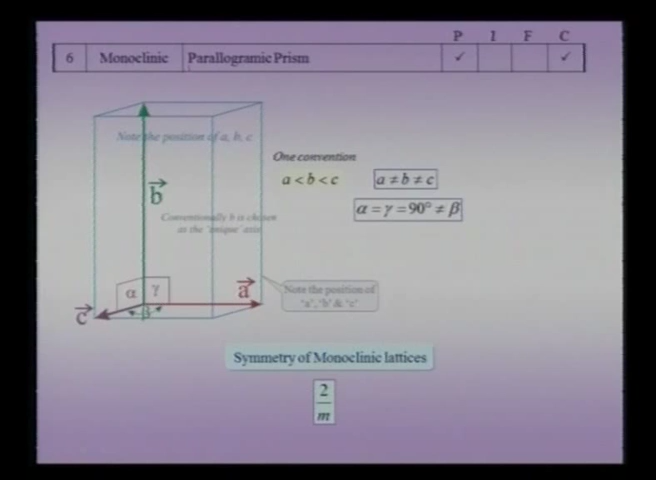 P I F C
6 Monoclinic Parallogramic Prism ✓ ✓
Note the position of a, b, c
b
One convention
a < b < c
a ≠ b ≠ c
α = γ = 90° ≠ β
Conventionally b is chosen
as the 'unique' axis
α γ
a
c
β
Note the position of
'a', 'b' & 'c'
Symmetry of Monoclinic lattices
2
m